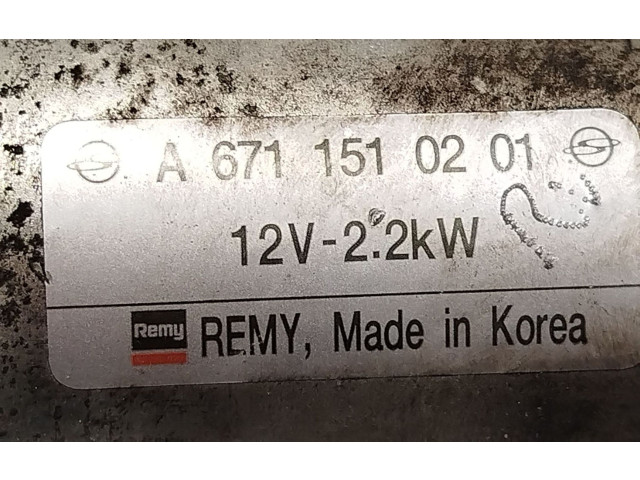 A 671 151 02 01
12V-2.2kW
Remy REMY, Made in Korea